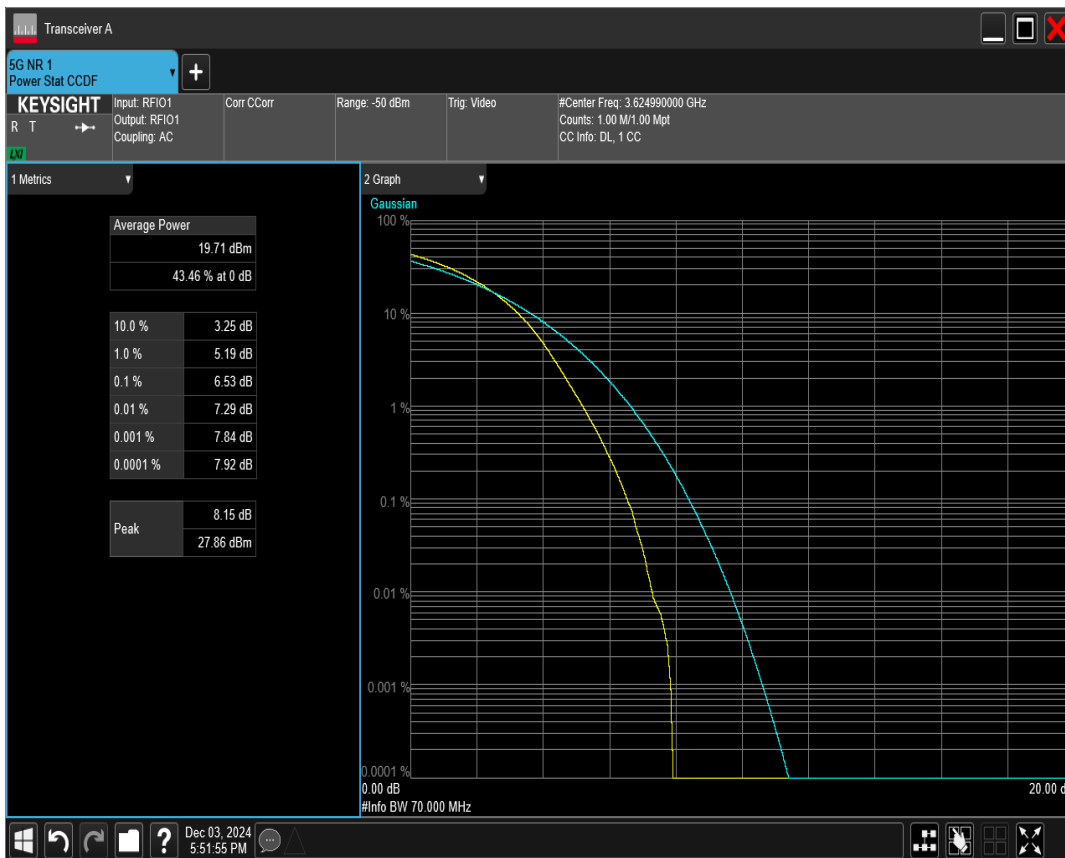 Transceiver A
5G NR 1
Power Stat CCDF
+
KEYSIGHT
R T
LXI
Input: RFIO1
Output: RFIO1
Coupling: AC
Corr CCorr
Range: -50 dBm
Trig: Video
#Center Freq: 3.624990000 GHz
Counts: 1.00 M/1.00 Mpt
CC Info: DL, 1 CC
1 Metrics
Average Power
19.71 dBm
43.46 % at 0 dB
10.0 % 3.25 dB
1.0 % 5.19 dB
0.1 % 6.53 dB
0.01 % 7.29 dB
0.001 % 7.84 dB
0.0001 % 7.92 dB
Peak
8.15 dB
27.86 dBm
2 Graph
Gaussian
100 %
10 %
1 %
0.1 %
0.01 %
0.001 %
0.0001 %
0.00 dB
20.00 d
#Info BW 70.000 MHz
?
Dec 03, 2024
5:51:55 PM